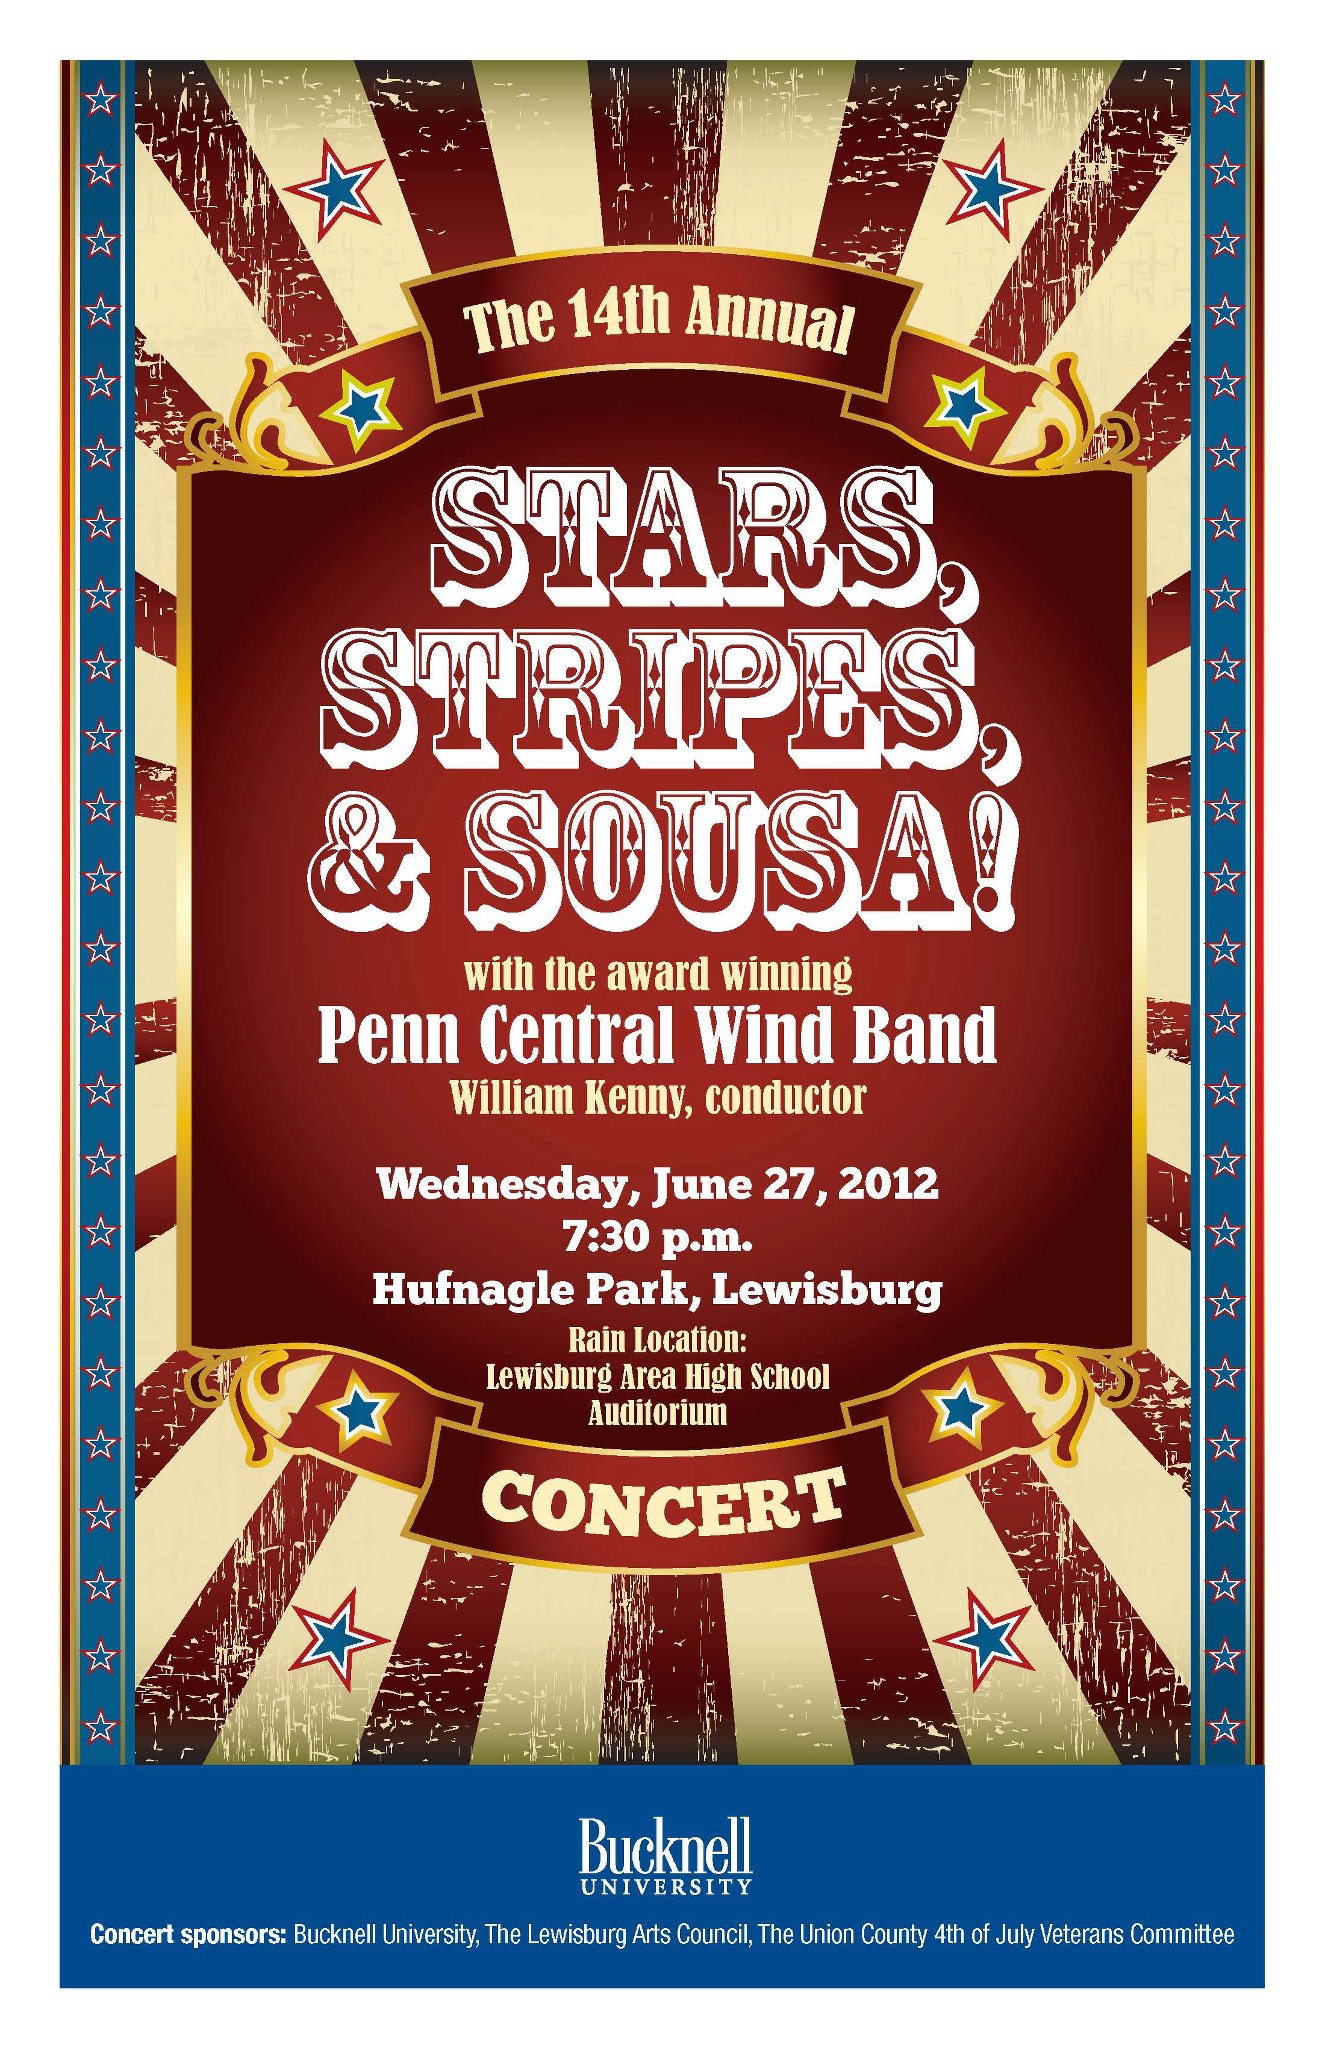 The 14th Annual
STARS,
STRIPES,
& SOUSA!
with the award winning
Penn Central Wind Band
William Kenny, conductor
Wednesday, June 27, 2012
7:30 p.m.
Hufnagle Park, Lewisburg
Rain Location:
Lewisburg Area High School
Auditorium
CONCERT
Bucknell
UNIVERSITY
Concert sponsors: Bucknell University, The Lewisburg Arts Council, The Union County 4th of July Veterans Committee